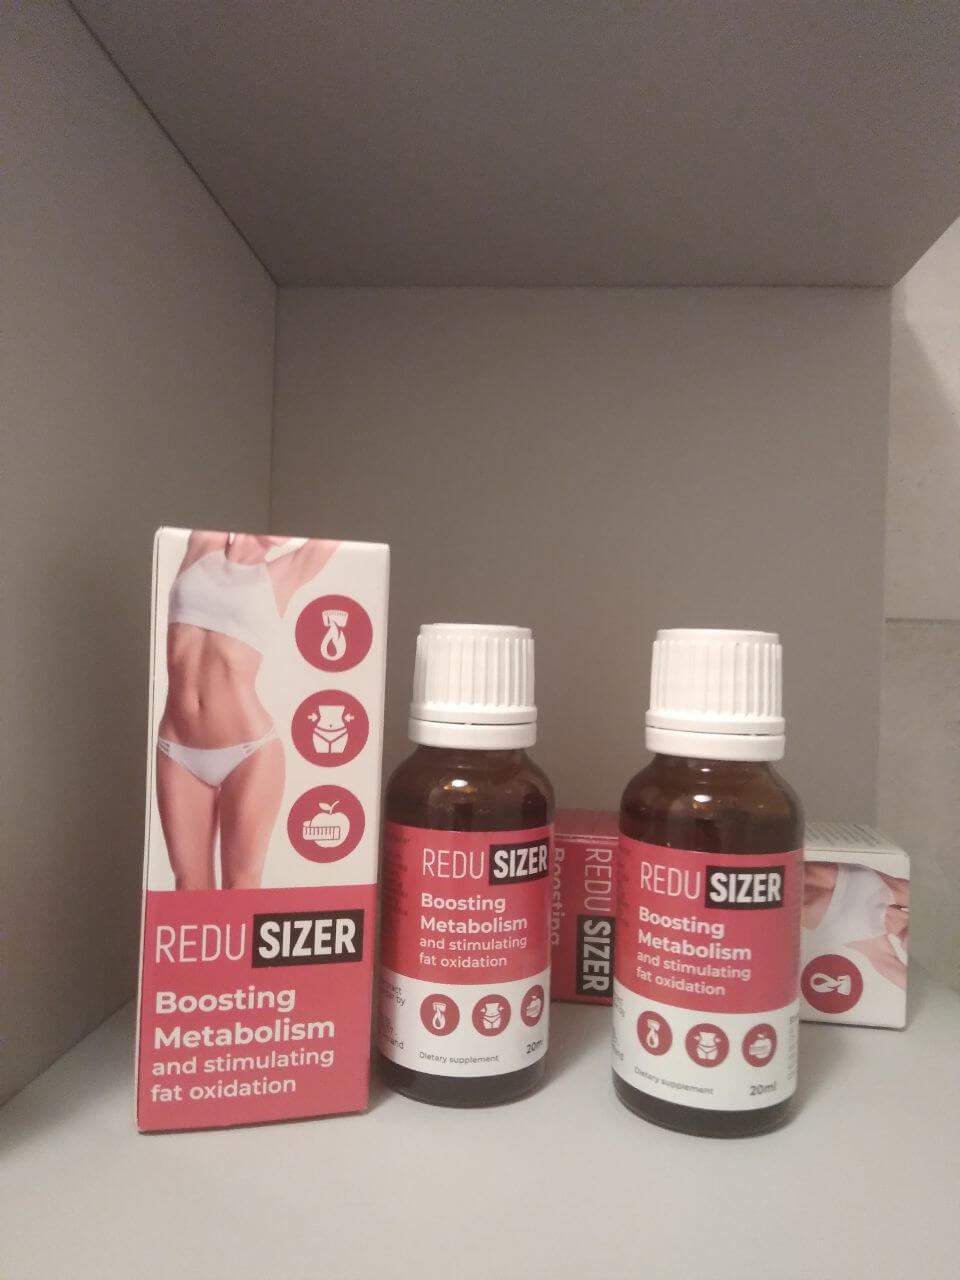 REDU SIZER
Boosting
Metabolism
and stimulating
fat oxidation
REDU SIZER
Boosting
Metabolism
and stimulating
fat oxidation
Dietary supplement
20ml
REDU SIZER
Boosting
REDU SIZER
Boosting
Metabolism
and stimulating
fat oxidation
Dietary supplement
20ml